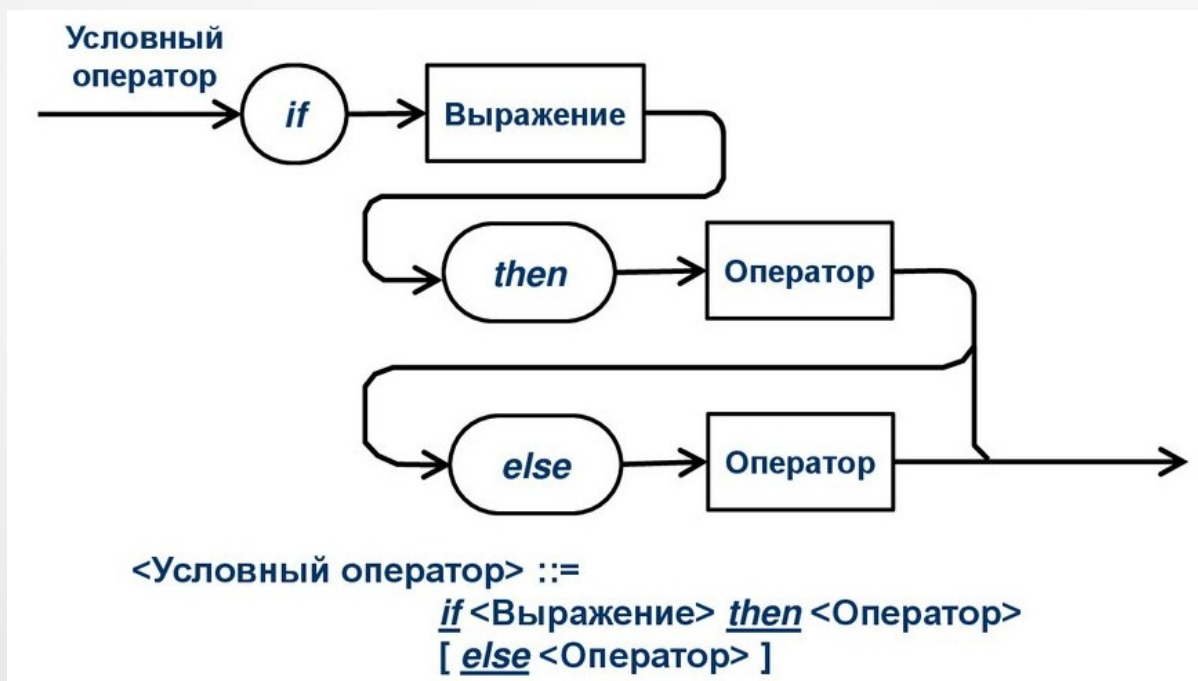 Условный
оператор
if
Выражение
then
Оператор
else
Оператор
<Условный оператор> ::=
if <Выражение> then <Оператор>
[ else <Оператор> ]